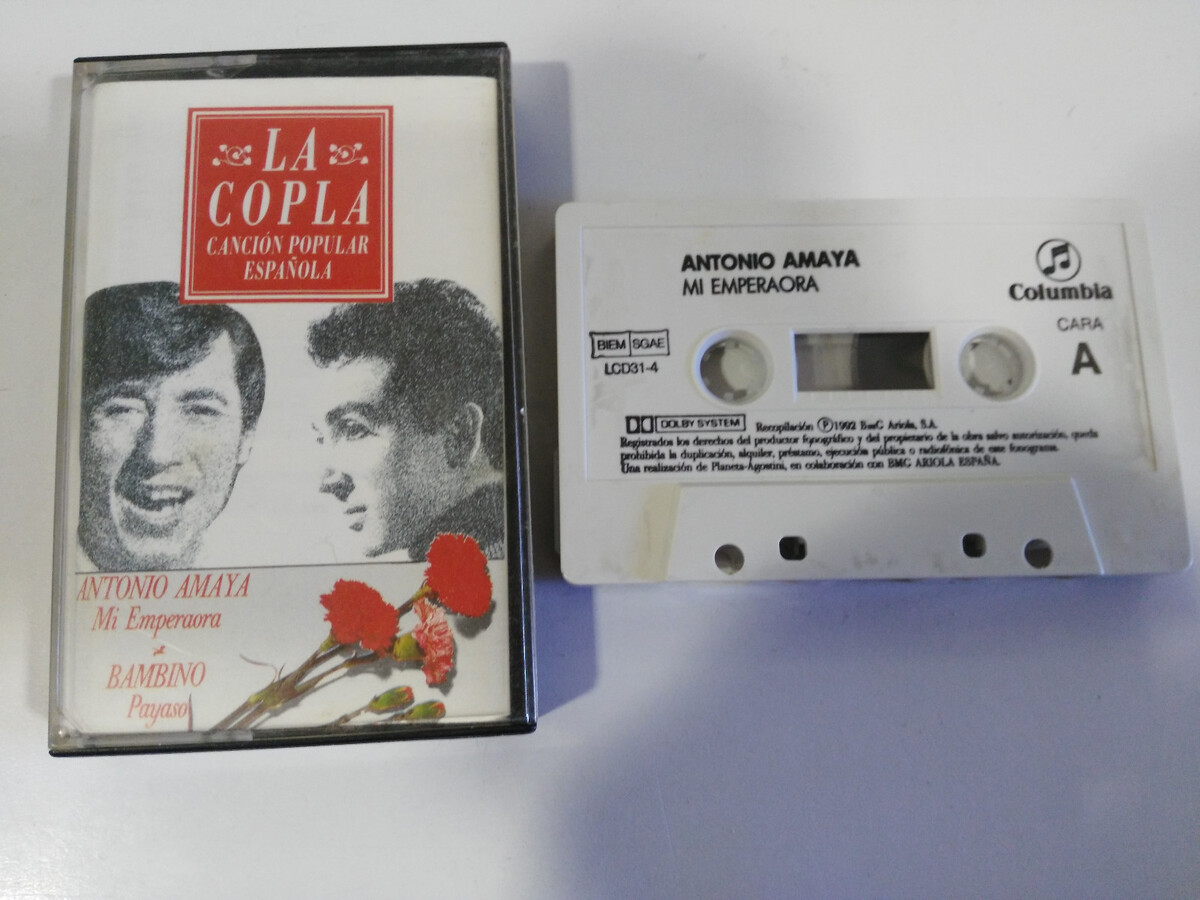 LA
COPLA
CANCIÓN POPULAR
ESPAÑOLA
ANTONIO AMAYA
Mi Emperaora
BAMBINO
Payaso
ANTONIO AMAYA
MI EMPERAORA
Columbia
CARA
A
BIEM SGAE
LCD31-4
DOLBY SYSTEM Recopilación Ⓟ1992 BMG Ariola, S.A.
Registrados los derechos del productor fonográfico y del propietario de la obra salvo autorización, queda
prohibida la duplicación, alquiler, préstamo, ejecución pública o radiofónica de este fonograma.
Una realización de Planeta-Agostini, en colaboración con BMG ARIOLA ESPAÑA.